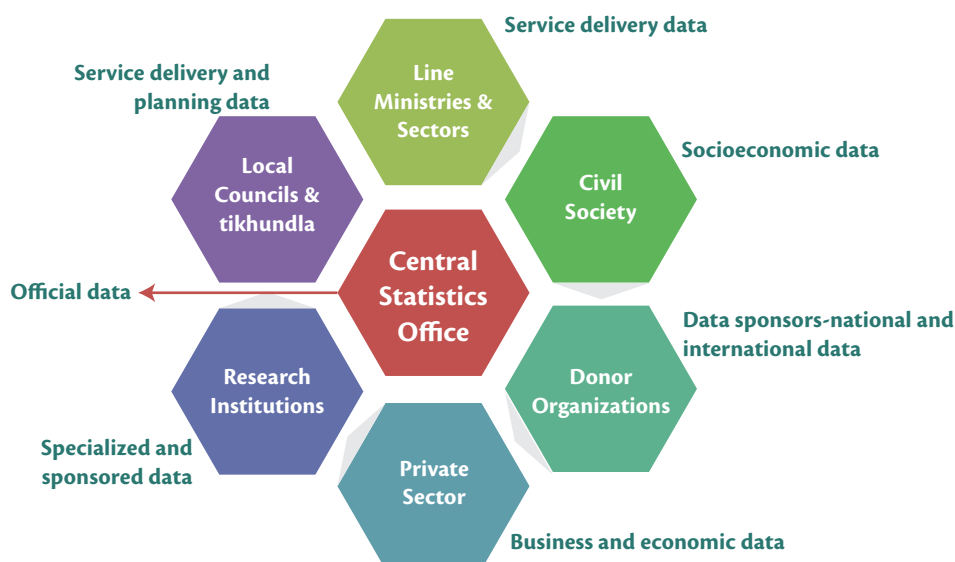 Service delivery data
Line
Ministries &
Sectors
Service delivery and
planning data
Local
Councils &
tikhundla
Socioeconomic data
Civil
Society
Central
Statistics
Office
Official data
Data sponsors-national and
international data
Donor
Organizations
Research
Institutions
Specialized and
sponsored data
Private
Sector
Business and economic data